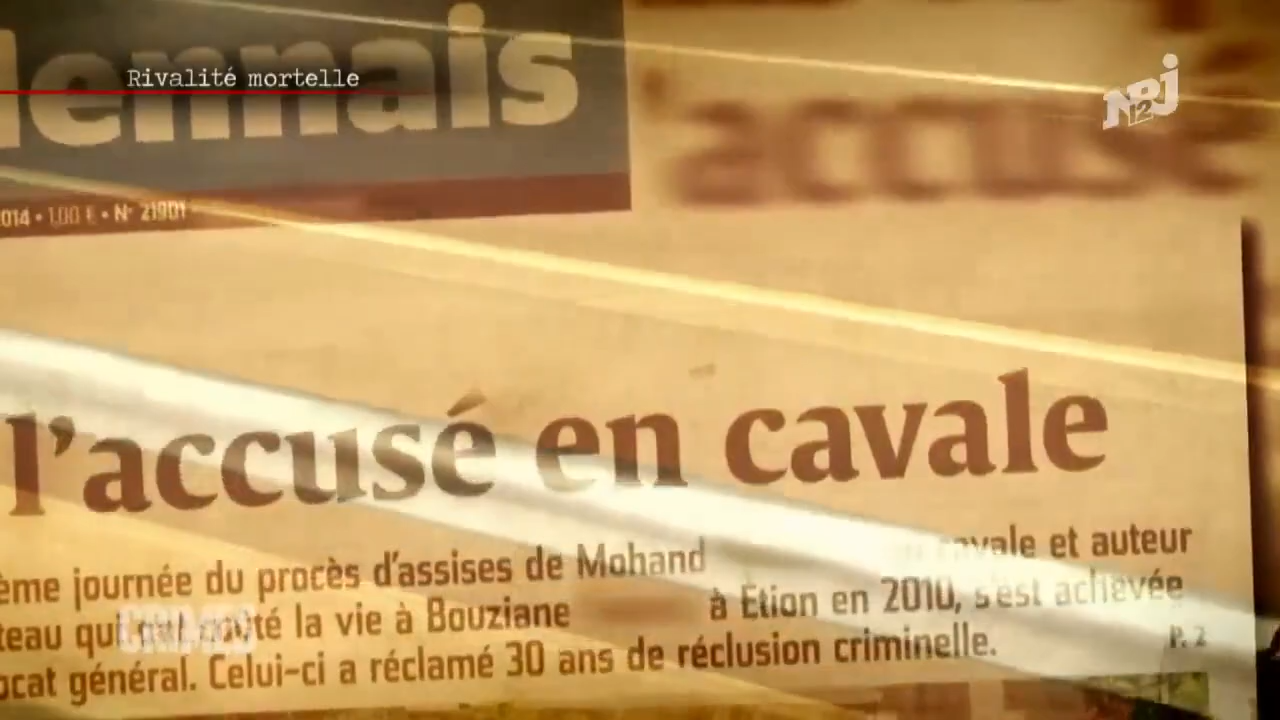 lennais
Rivalité mortelle
NRJ
12
accusé
2014 • 1,00 € • N° 21901
l'accusé en cavale
ème journée du procès d'assises de Mohand
cavale et auteur
teau qui ont coûté la vie à Bouziane
à Etion en 2010, s'est achevée
CRIMES
ocat général. Celui-ci a réclamé 30 ans de réclusion criminelle.
P. 2